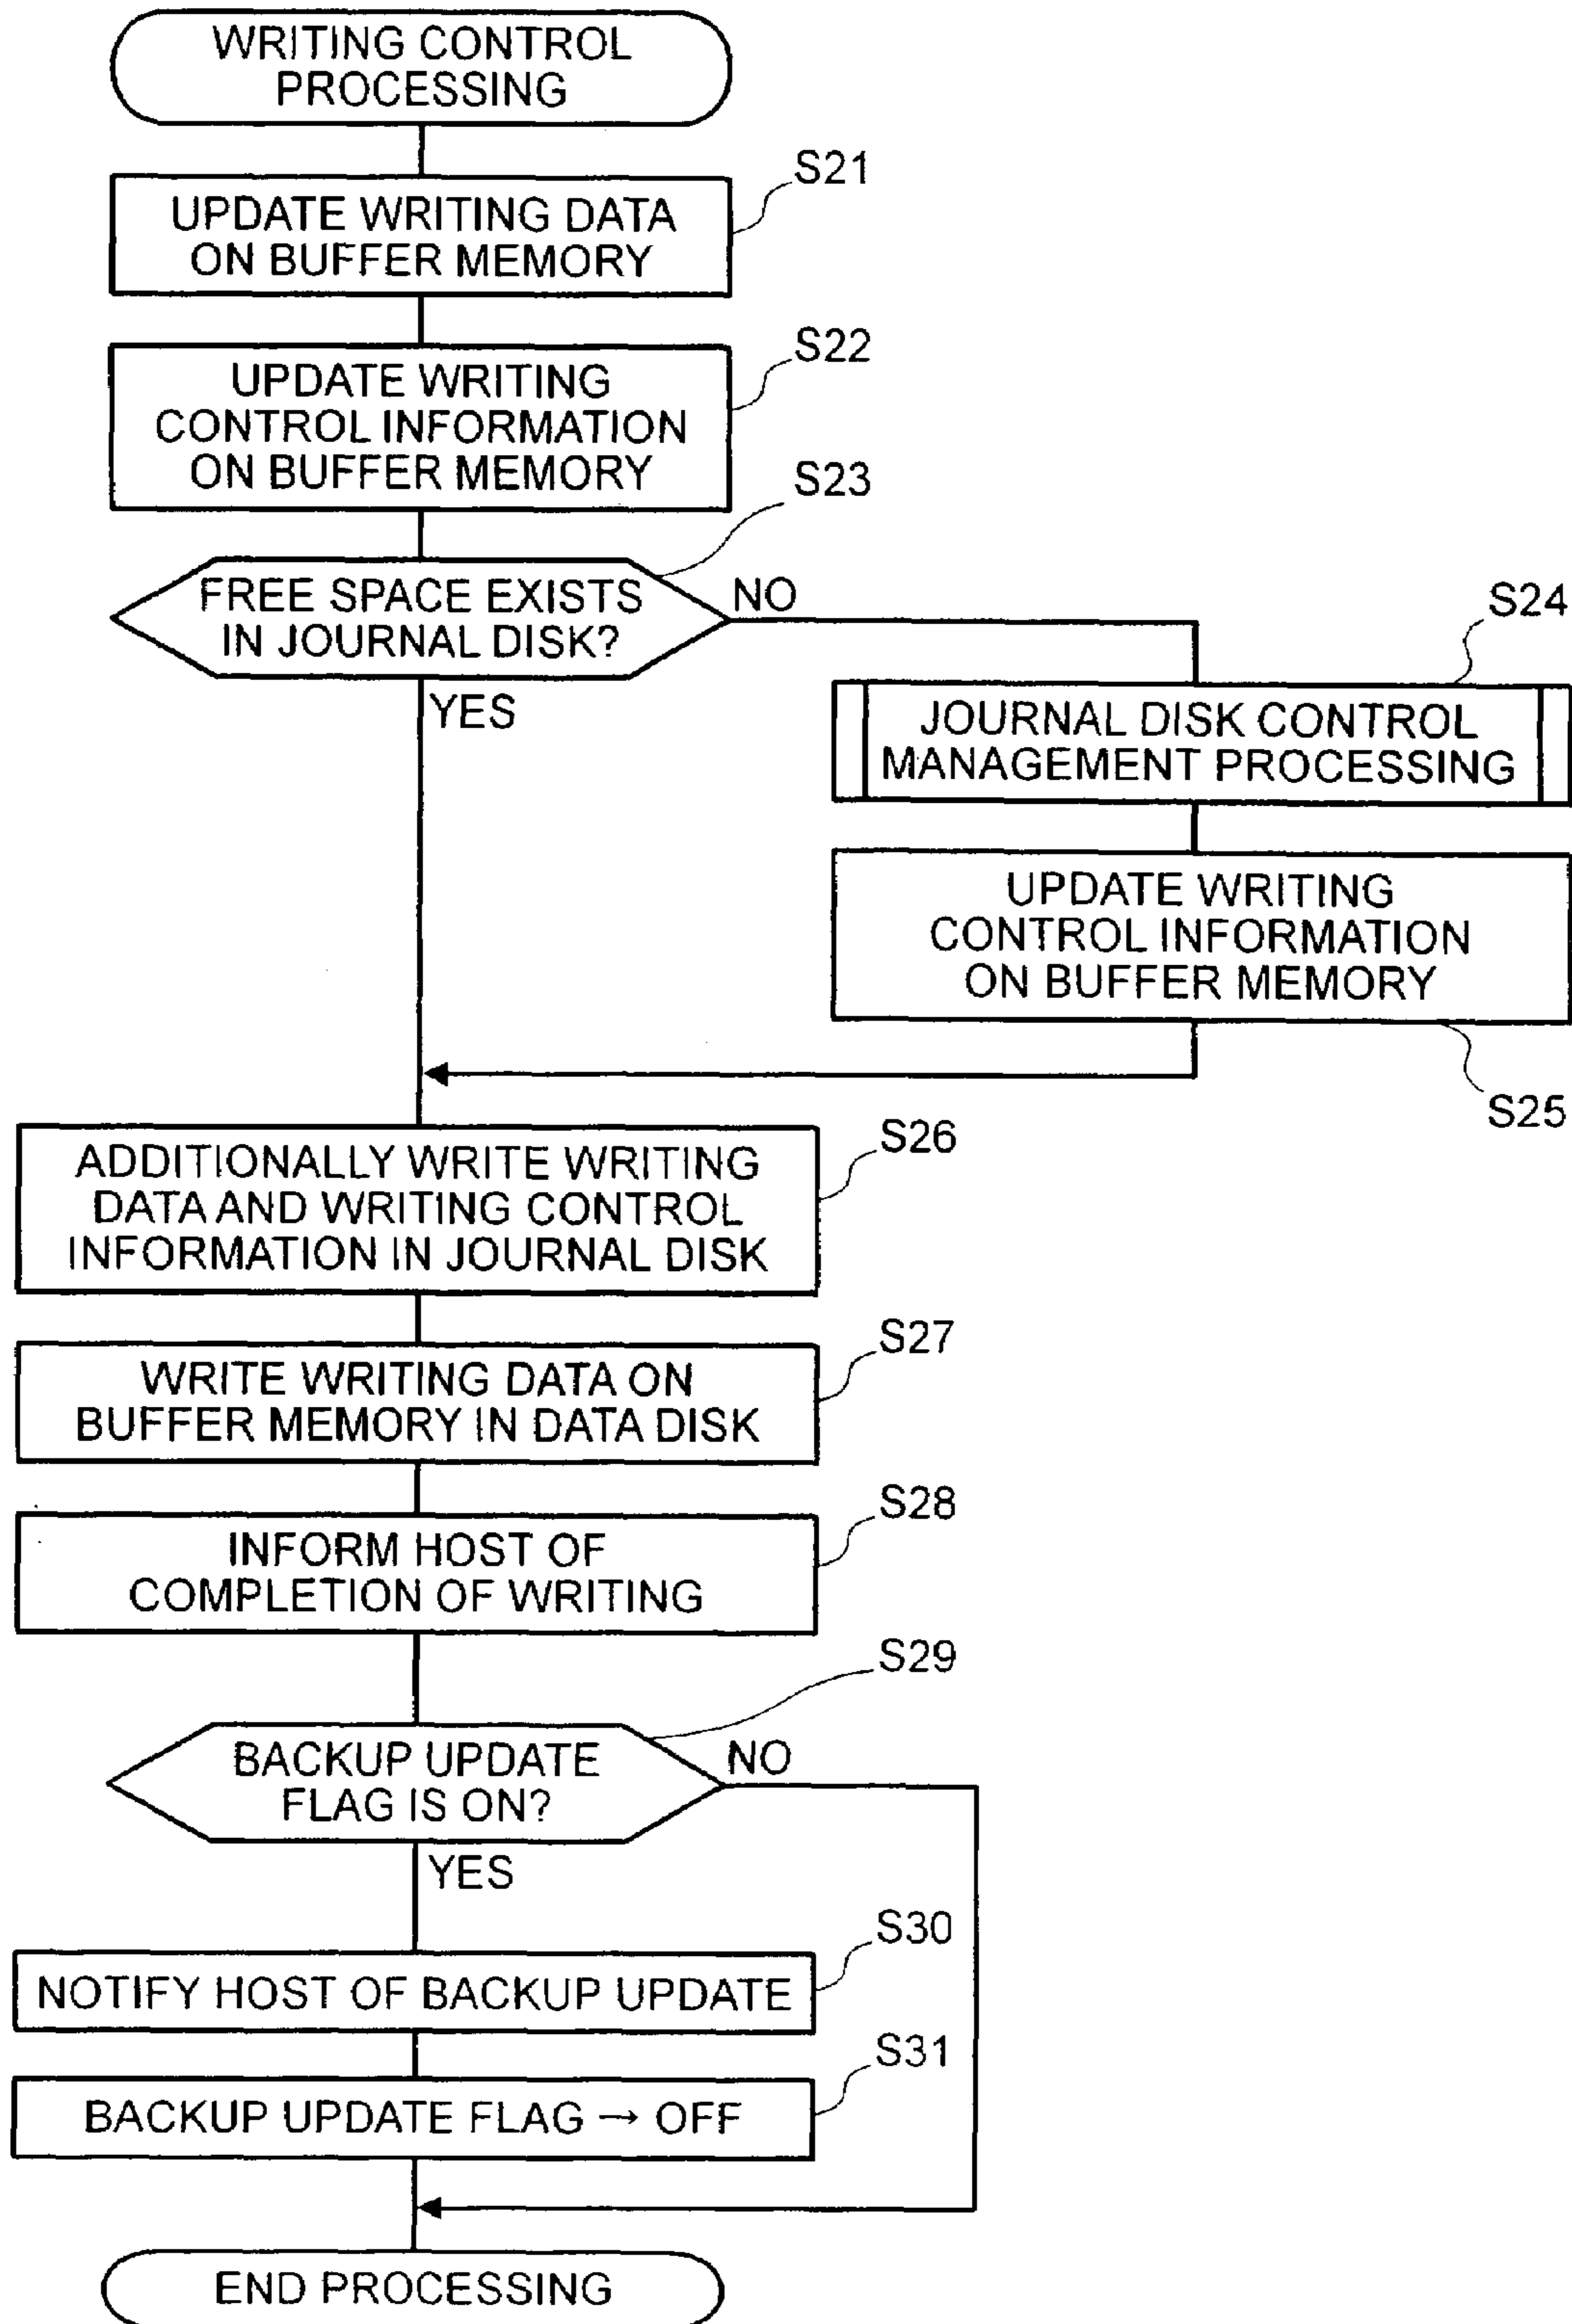 WRITING CONTROL
PROCESSING
S21
UPDATE WRITING DATA
ON BUFFER MEMORY
S22
UPDATE WRITING
CONTROL INFORMATION
ON BUFFER MEMORY
S23
FREE SPACE EXISTS
IN JOURNAL DISK?
NO
YES
S24
JOURNAL DISK CONTROL
MANAGEMENT PROCESSING
UPDATE WRITING
CONTROL INFORMATION
ON BUFFER MEMORY
S25
S26
ADDITIONALLY WRITE WRITING
DATA AND WRITING CONTROL
INFORMATION IN JOURNAL DISK
S27
WRITE WRITING DATA ON
BUFFER MEMORY IN DATA DISK
S28
INFORM HOST OF
COMPLETION OF WRITING
S29
BACKUP UPDATE
FLAG IS ON?
NO
YES
S30
NOTIFY HOST OF BACKUP UPDATE
S31
BACKUP UPDATE FLAG → OFF
END PROCESSING